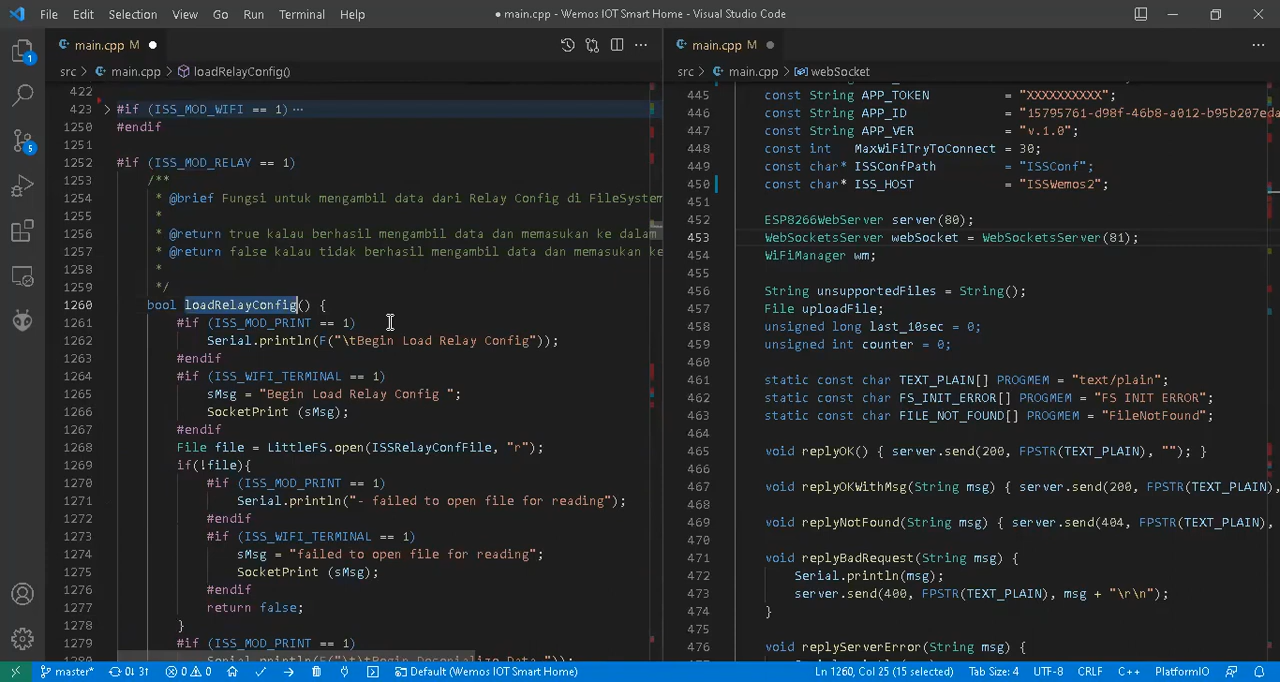 File Edit Selection View Go Run Terminal Help ● main.cpp - Wemos IOT Smart Home - Visual Studio Code
main.cpp M
src > main.cpp > loadRelayConfig()
422
423 #if (ISS_MOD_WIFI == 1) ⋯
1250 #endif
1251
1252 #if (ISS_MOD_RELAY == 1)
1253 /**
1254 * @brief Fungsi untuk mengambil data dari Relay Config di FileSystem
1255 *
1256 * @return true kalau berhasil mengambil data dan memasukan ke dalam
1257 * @return false kalau tidak berhasil mengambil data dan memasukan ke
1258 *
1259 */
1260 bool loadRelayConfig() {
1261 #if (ISS_MOD_PRINT == 1)
1262 Serial.println(F("\tBegin Load Relay Config"));
1263 #endif
1264 #if (ISS_WIFI_TERMINAL == 1)
1265 sMsg = "Begin Load Relay Config ";
1266 SocketPrint (sMsg);
1267 #endif
1268 File file = LittleFS.open(ISSRelayConfFile, "r");
1269 if(!file){
1270 #if (ISS_MOD_PRINT == 1)
1271 Serial.println("- failed to open file for reading");
1272 #endif
1273 #if (ISS_WIFI_TERMINAL == 1)
1274 sMsg = "failed to open file for reading";
1275 SocketPrint (sMsg);
1276 #endif
1277 return false;
1278 }
1279 #if (ISS_MOD_PRINT == 1)
1280 Serial.println(F("\t\tBegin Deserialize Data "));
main.cpp M
src > main.cpp > webSocket
445 const String APP_TOKEN = "XXXXXXXXXX";
446 const String APP_ID = "15795761-d98f-46b8-a012-b95b207eda
447 const String APP_VER = "v.1.0";
448 const int MaxWiFiTryToConnect = 30;
449 const char* ISSConfPath = "ISSConf";
450 const char* ISS_HOST = "ISSWemos2";
451
452 ESP8266WebServer server(80);
453 WebSocketsServer webSocket = WebSocketsServer(81);
454 WiFiManager wm;
455
456 String unsupportedFiles = String();
457 File uploadFile;
458 unsigned long last_10sec = 0;
459 unsigned int counter = 0;
460
461 static const char TEXT_PLAIN[] PROGMEM = "text/plain";
462 static const char FS_INIT_ERROR[] PROGMEM = "FS INIT ERROR";
463 static const char FILE_NOT_FOUND[] PROGMEM = "FileNotFound";
464
465 void replyOK() { server.send(200, FPSTR(TEXT_PLAIN), ""); }
466
467 void replyOKWithMsg(String msg) { server.send(200, FPSTR(TEXT_PLAIN),
468
469 void replyNotFound(String msg) { server.send(404, FPSTR(TEXT_PLAIN),
470
471 void replyBadRequest(String msg) {
472 Serial.println(msg);
473 server.send(400, FPSTR(TEXT_PLAIN), msg + "\r\n");
474 }
475
476 void replyServerError(String msg) {
1
5
master* 0↓ 3↑ 0 0 Default (Wemos IOT Smart Home) Ln 1260, Col 25 (15 selected) Tab Size: 4 UTF-8 CRLF C++ PlatformIO